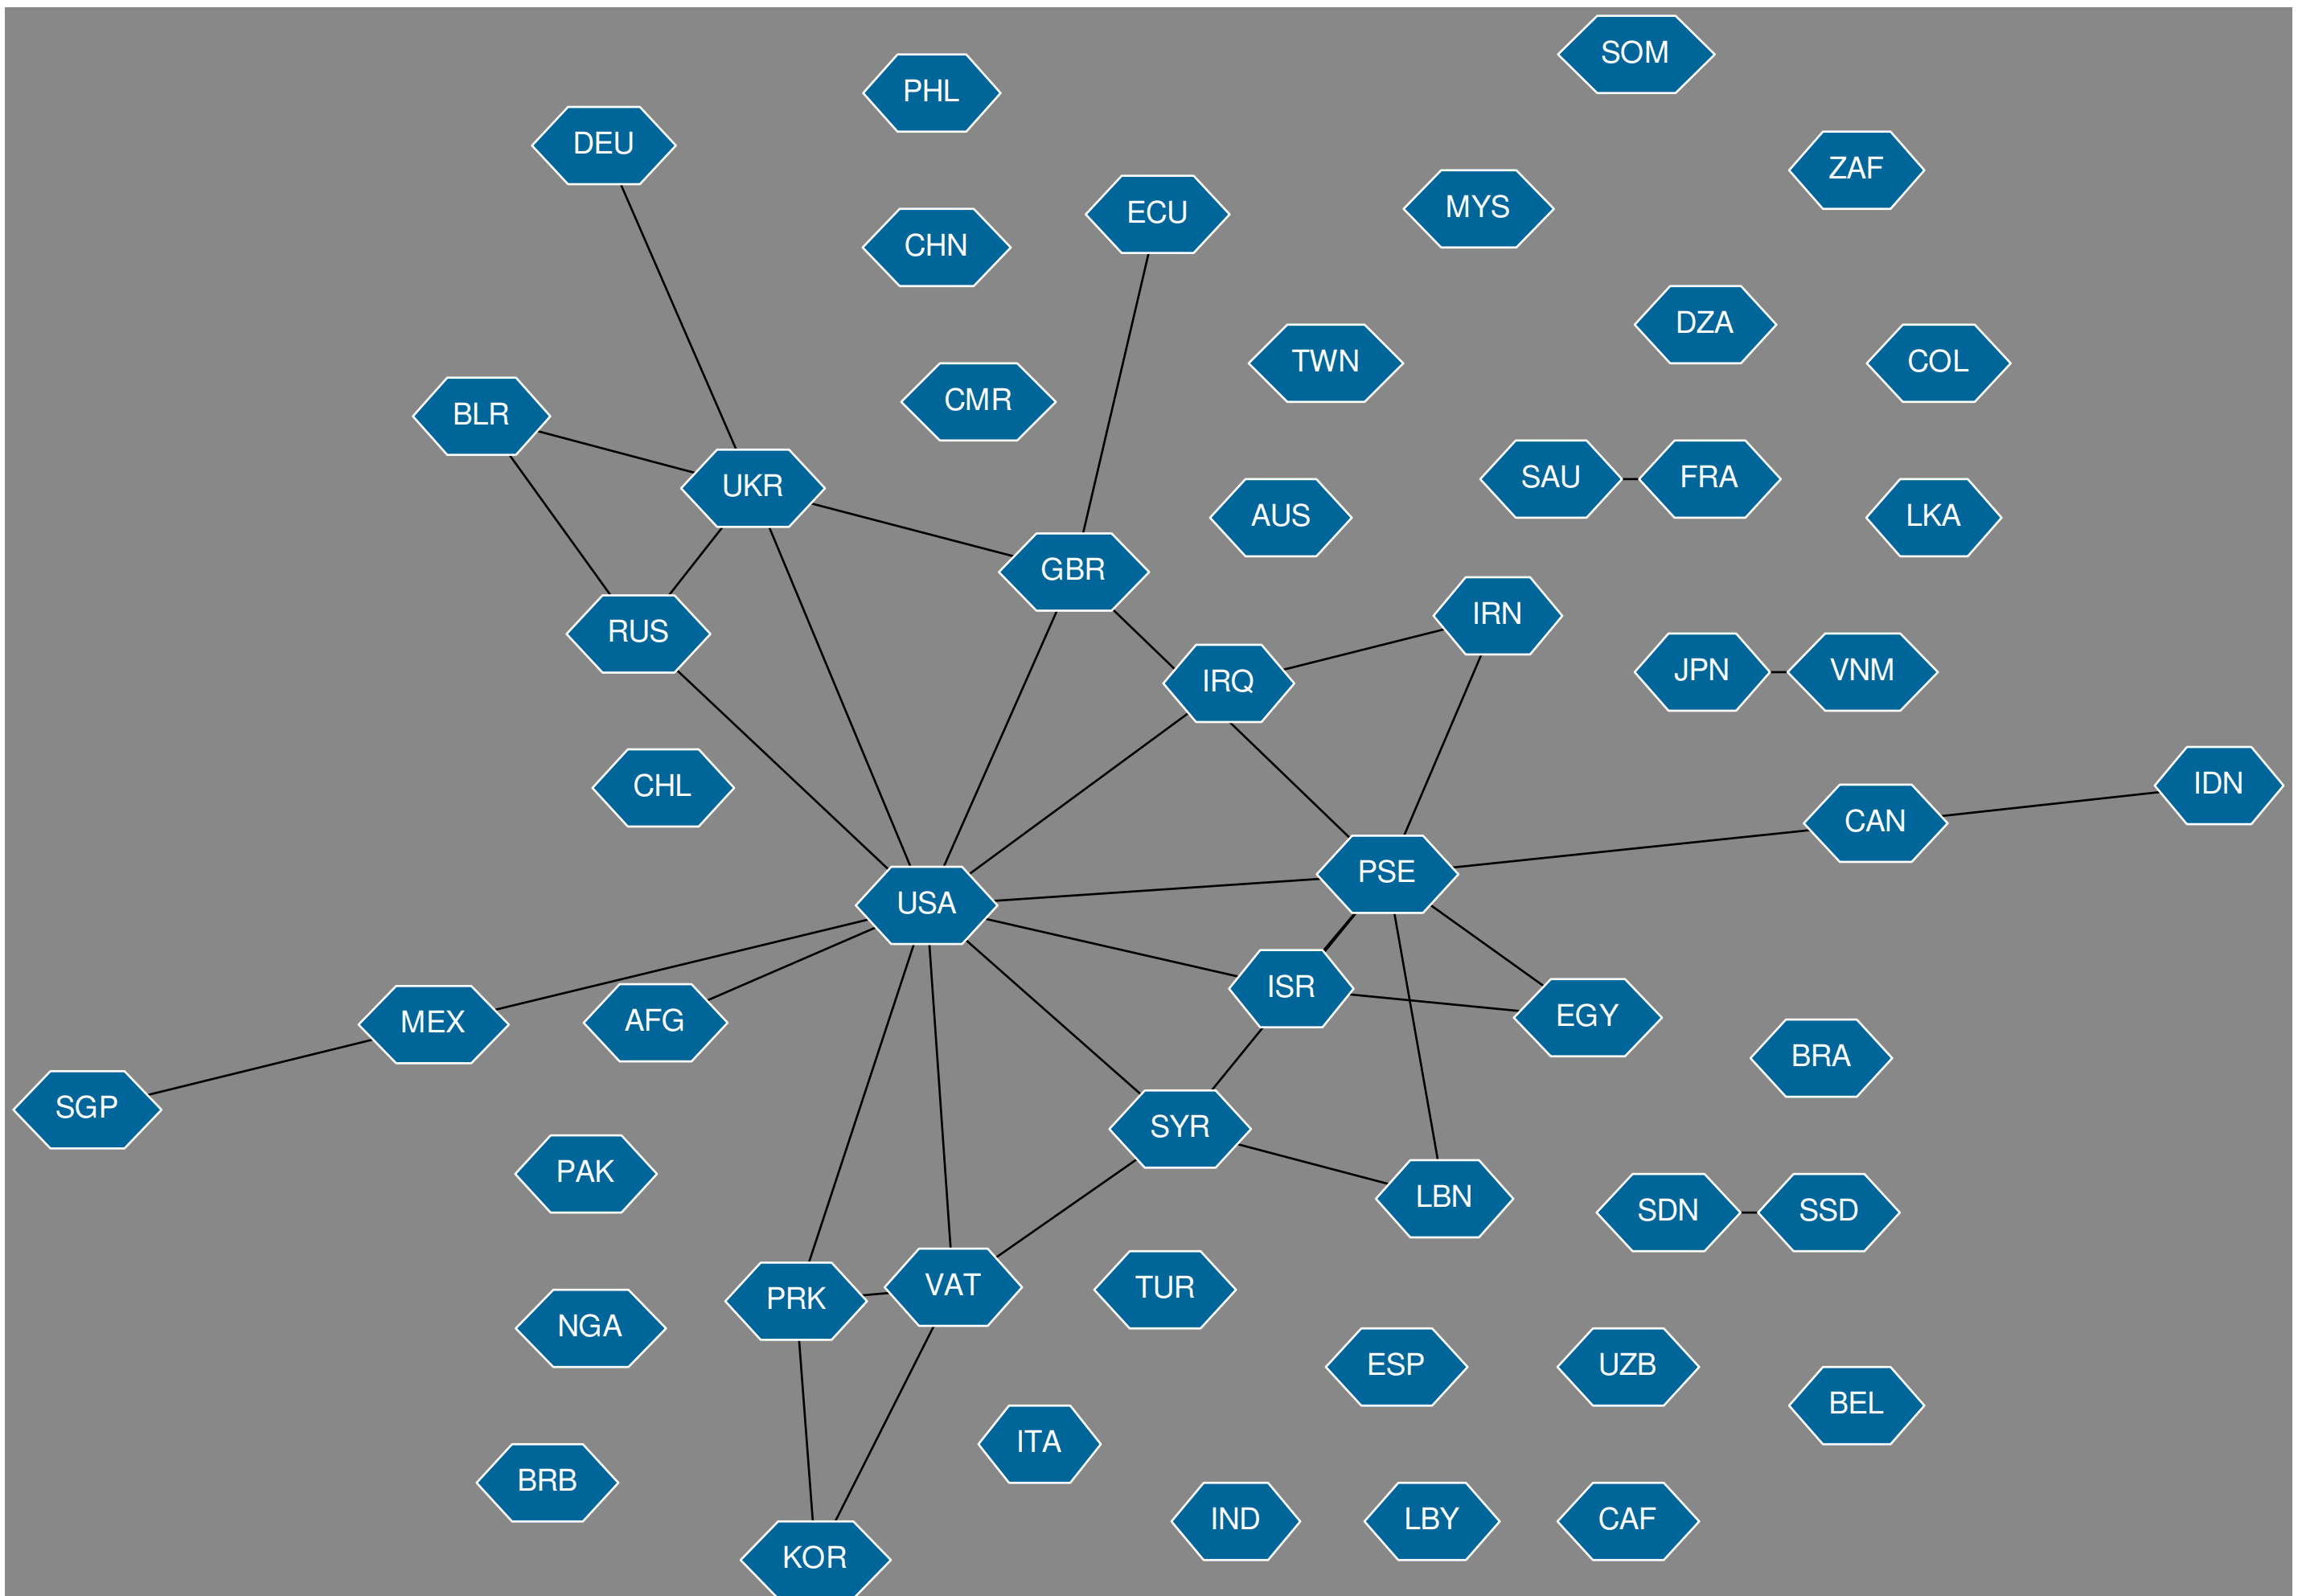 SOM
PHL
DEU
ZAF
MYS
ECU
CHN
DZA
TWN
COL
CMR
BLR
SAU
FRA
UKR
AUS
LKA
GBR
IRN
RUS
JPN
VNM
IRQ
IDN
CHL
CAN
PSE
USA
ISR
EGY
AFG
MEX
BRA
SGP
SYR
PAK
LBN
SDN
SSD
VAT
TUR
PRK
NGA
ESP
UZB
BEL
ITA
BRB
IND
LBY
CAF
KOR